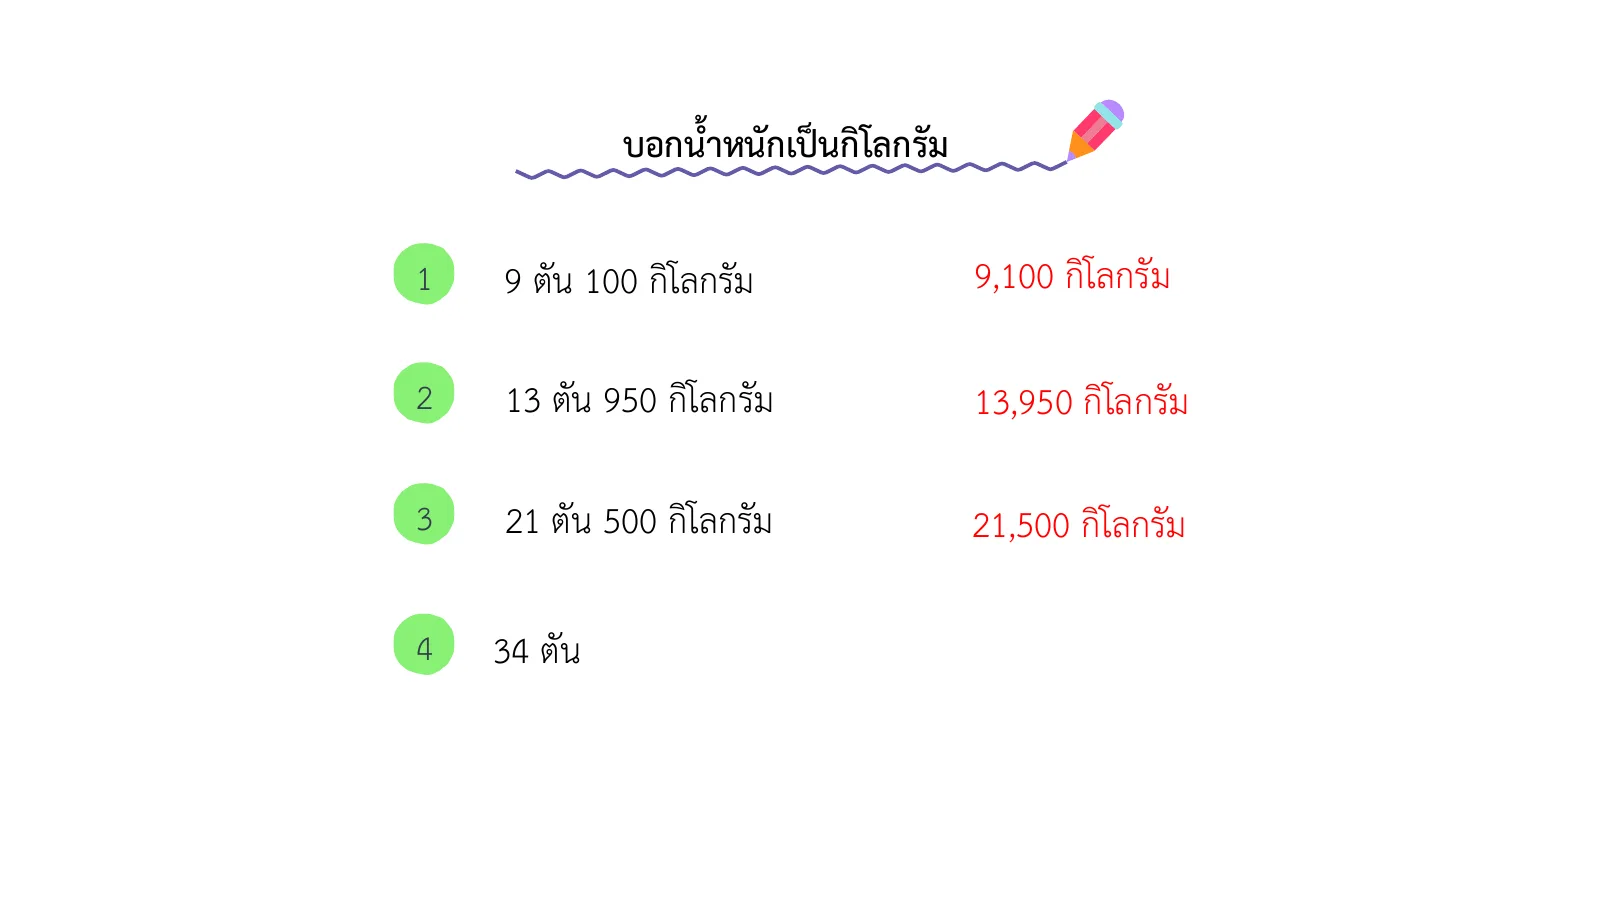 บอกน้ำหนักเป็นกิโลกรัม
1 9 ตัน 100 กิโลกรัม 9,100 กิโลกรัม
2 13 ตัน 950 กิโลกรัม 13,950 กิโลกรัม
3 21 ตัน 500 กิโลกรัม 21,500 กิโลกรัม
4 34 ตัน